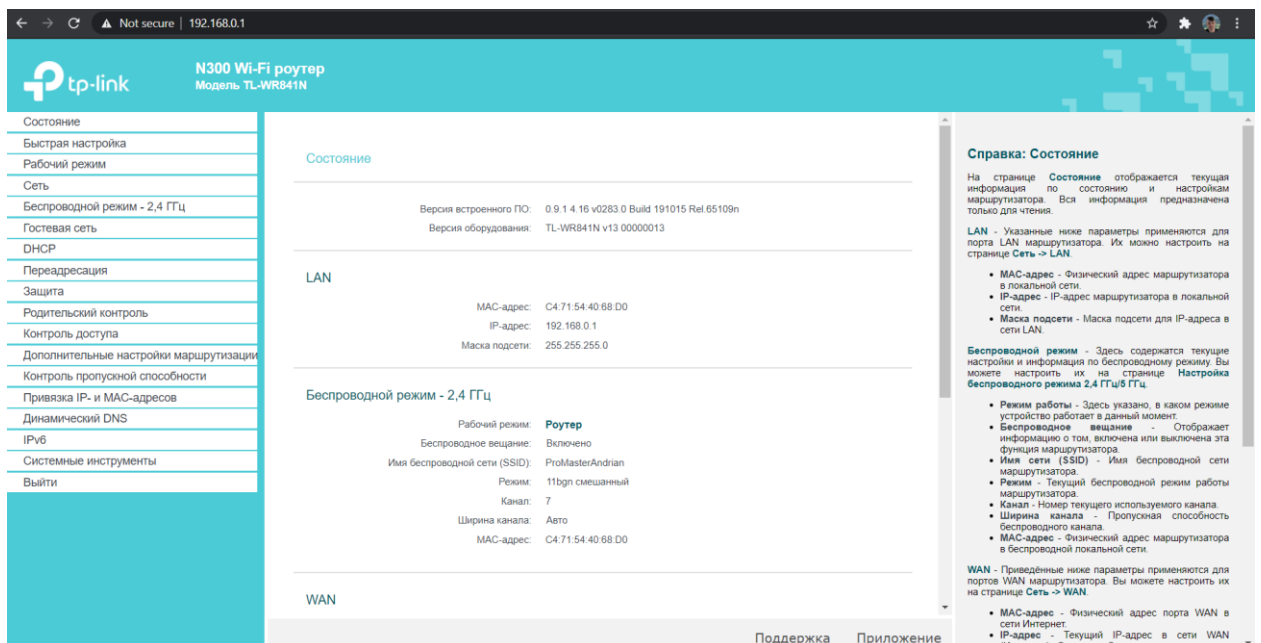 Not secure | 192.168.0.1
tp-link
N300 Wi-Fi роутер
Модель TL-WR841N
Состояние
Быстрая настройка
Рабочий режим
Сеть
Беспроводной режим - 2,4 ГГц
Гостевая сеть
DHCP
Переадресация
Защита
Родительский контроль
Контроль доступа
Дополнительные настройки маршрутизации
Контроль пропускной способности
Привязка IP- и MAC-адресов
Динамический DNS
IPv6
Системные инструменты
Выйти
Состояние
Версия встроенного ПО: 0.9.1 4.16 v0283.0 Build 191015 Rel.65109n
Версия оборудования: TL-WR841N v13 00000013
LAN
MAC-адрес: C4:71:54:40:68:D0
IP-адрес: 192.168.0.1
Маска подсети: 255.255.255.0
Беспроводной режим - 2,4 ГГц
Рабочий режим: Роутер
Беспроводное вещание: Включено
Имя беспроводной сети (SSID): ProMasterAndrian
Режим: 11bgn смешанный
Канал: 7
Ширина канала: Авто
MAC-адрес: C4:71:54:40:68:D0
WAN
Поддержка Приложение
Справка: Состояние
На странице Состояние отображается текущая
информация по состоянию и настройкам
маршрутизатора. Вся информация предназначена
только для чтения.
LAN - Указанные ниже параметры применяются для
порта LAN маршрутизатора. Их можно настроить на
странице Сеть -> LAN.
• MAC-адрес - Физический адрес маршрутизатора
в локальной сети.
• IP-адрес - IP-адрес маршрутизатора в локальной
сети.
• Маска подсети - Маска подсети для IP-адреса в
сети LAN.
Беспроводной режим - Здесь содержатся текущие
настройки и информация по беспроводному режиму. Вы
можете настроить их на странице Настройка
беспроводного режима 2,4 ГГц/5 ГГц.
• Режим работы - Здесь указано, в каком режиме
устройство работает в данный момент.
• Беспроводное вещание - Отображает
информацию о том, включена или выключена эта
функция маршрутизатора.
• Имя сети (SSID) - Имя беспроводной сети
маршрутизатора.
• Режим - Текущий беспроводной режим работы
маршрутизатора.
• Канал - Номер текущего используемого канала.
• Ширина канала - Пропускная способность
беспроводного канала.
• MAC-адрес - Физический адрес маршрутизатора
в беспроводной локальной сети.
WAN - Приведённые ниже параметры применяются для
портов WAN маршрутизатора. Вы можете настроить их
на странице Сеть -> WAN.
• MAC-адрес - Физический адрес порта WAN в
сети Интернет.
• IP-адрес - Текущий IP-адрес в сети WAN